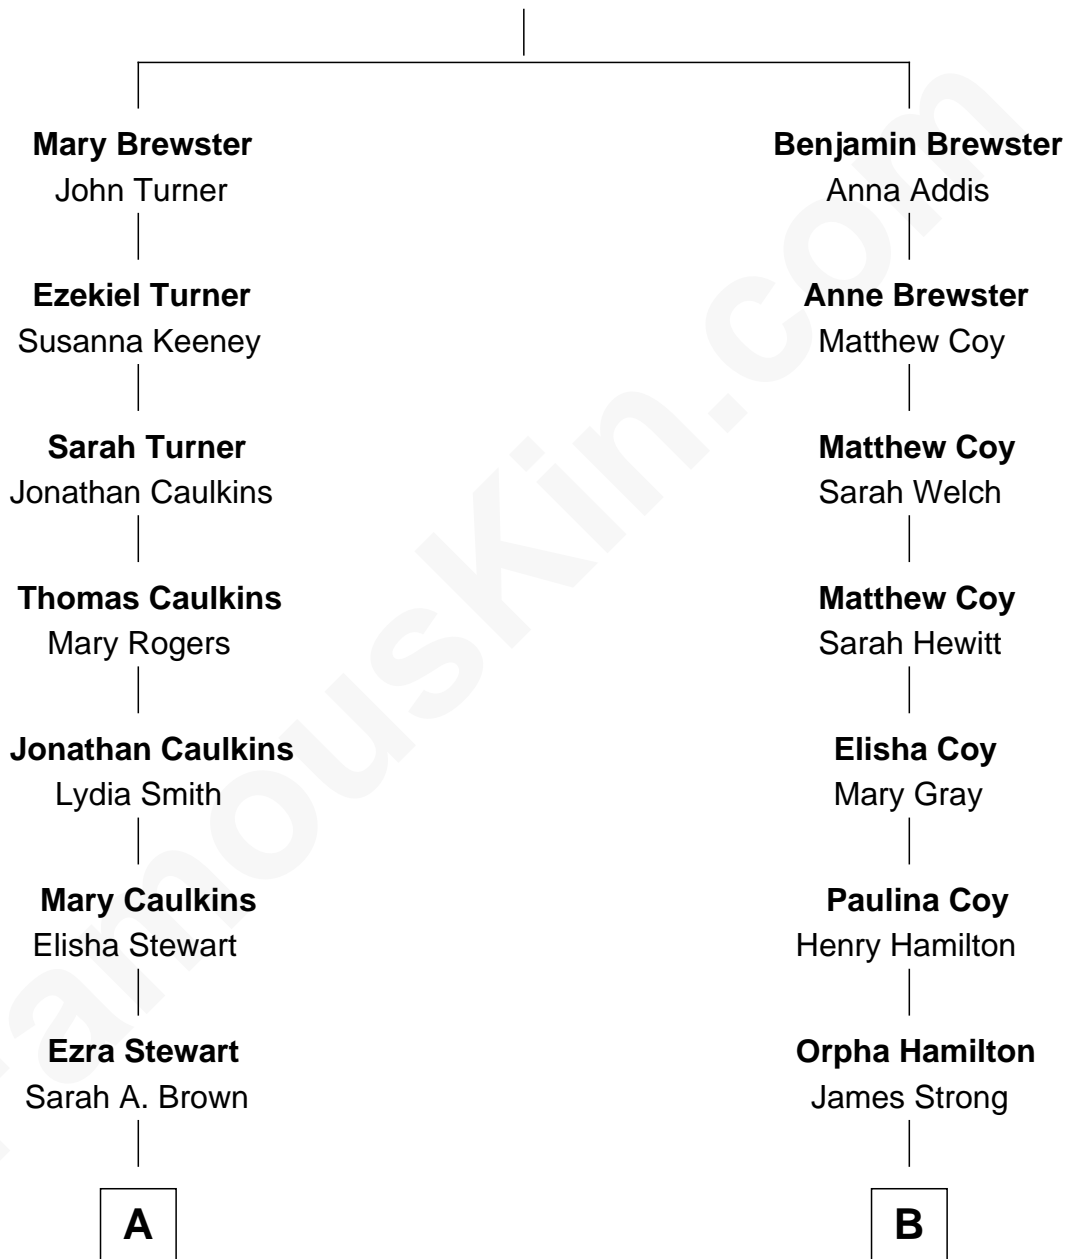 Mary Brewster
John Turner
Ezekiel Turner
Susanna Keeney
Sarah Turner
Jonathan Caulkins
Thomas Caulkins
Mary Rogers
Jonathan Caulkins
Lydia Smith
Mary Caulkins
Elisha Stewart
Ezra Stewart
Sarah A. Brown
A
Benjamin Brewster
Anna Addis
Anne Brewster
Matthew Coy
Matthew Coy
Sarah Welch
Matthew Coy
Sarah Hewitt
Elisha Coy
Mary Gray
Paulina Coy
Henry Hamilton
Orpha Hamilton
James Strong
B
FamousKin.com